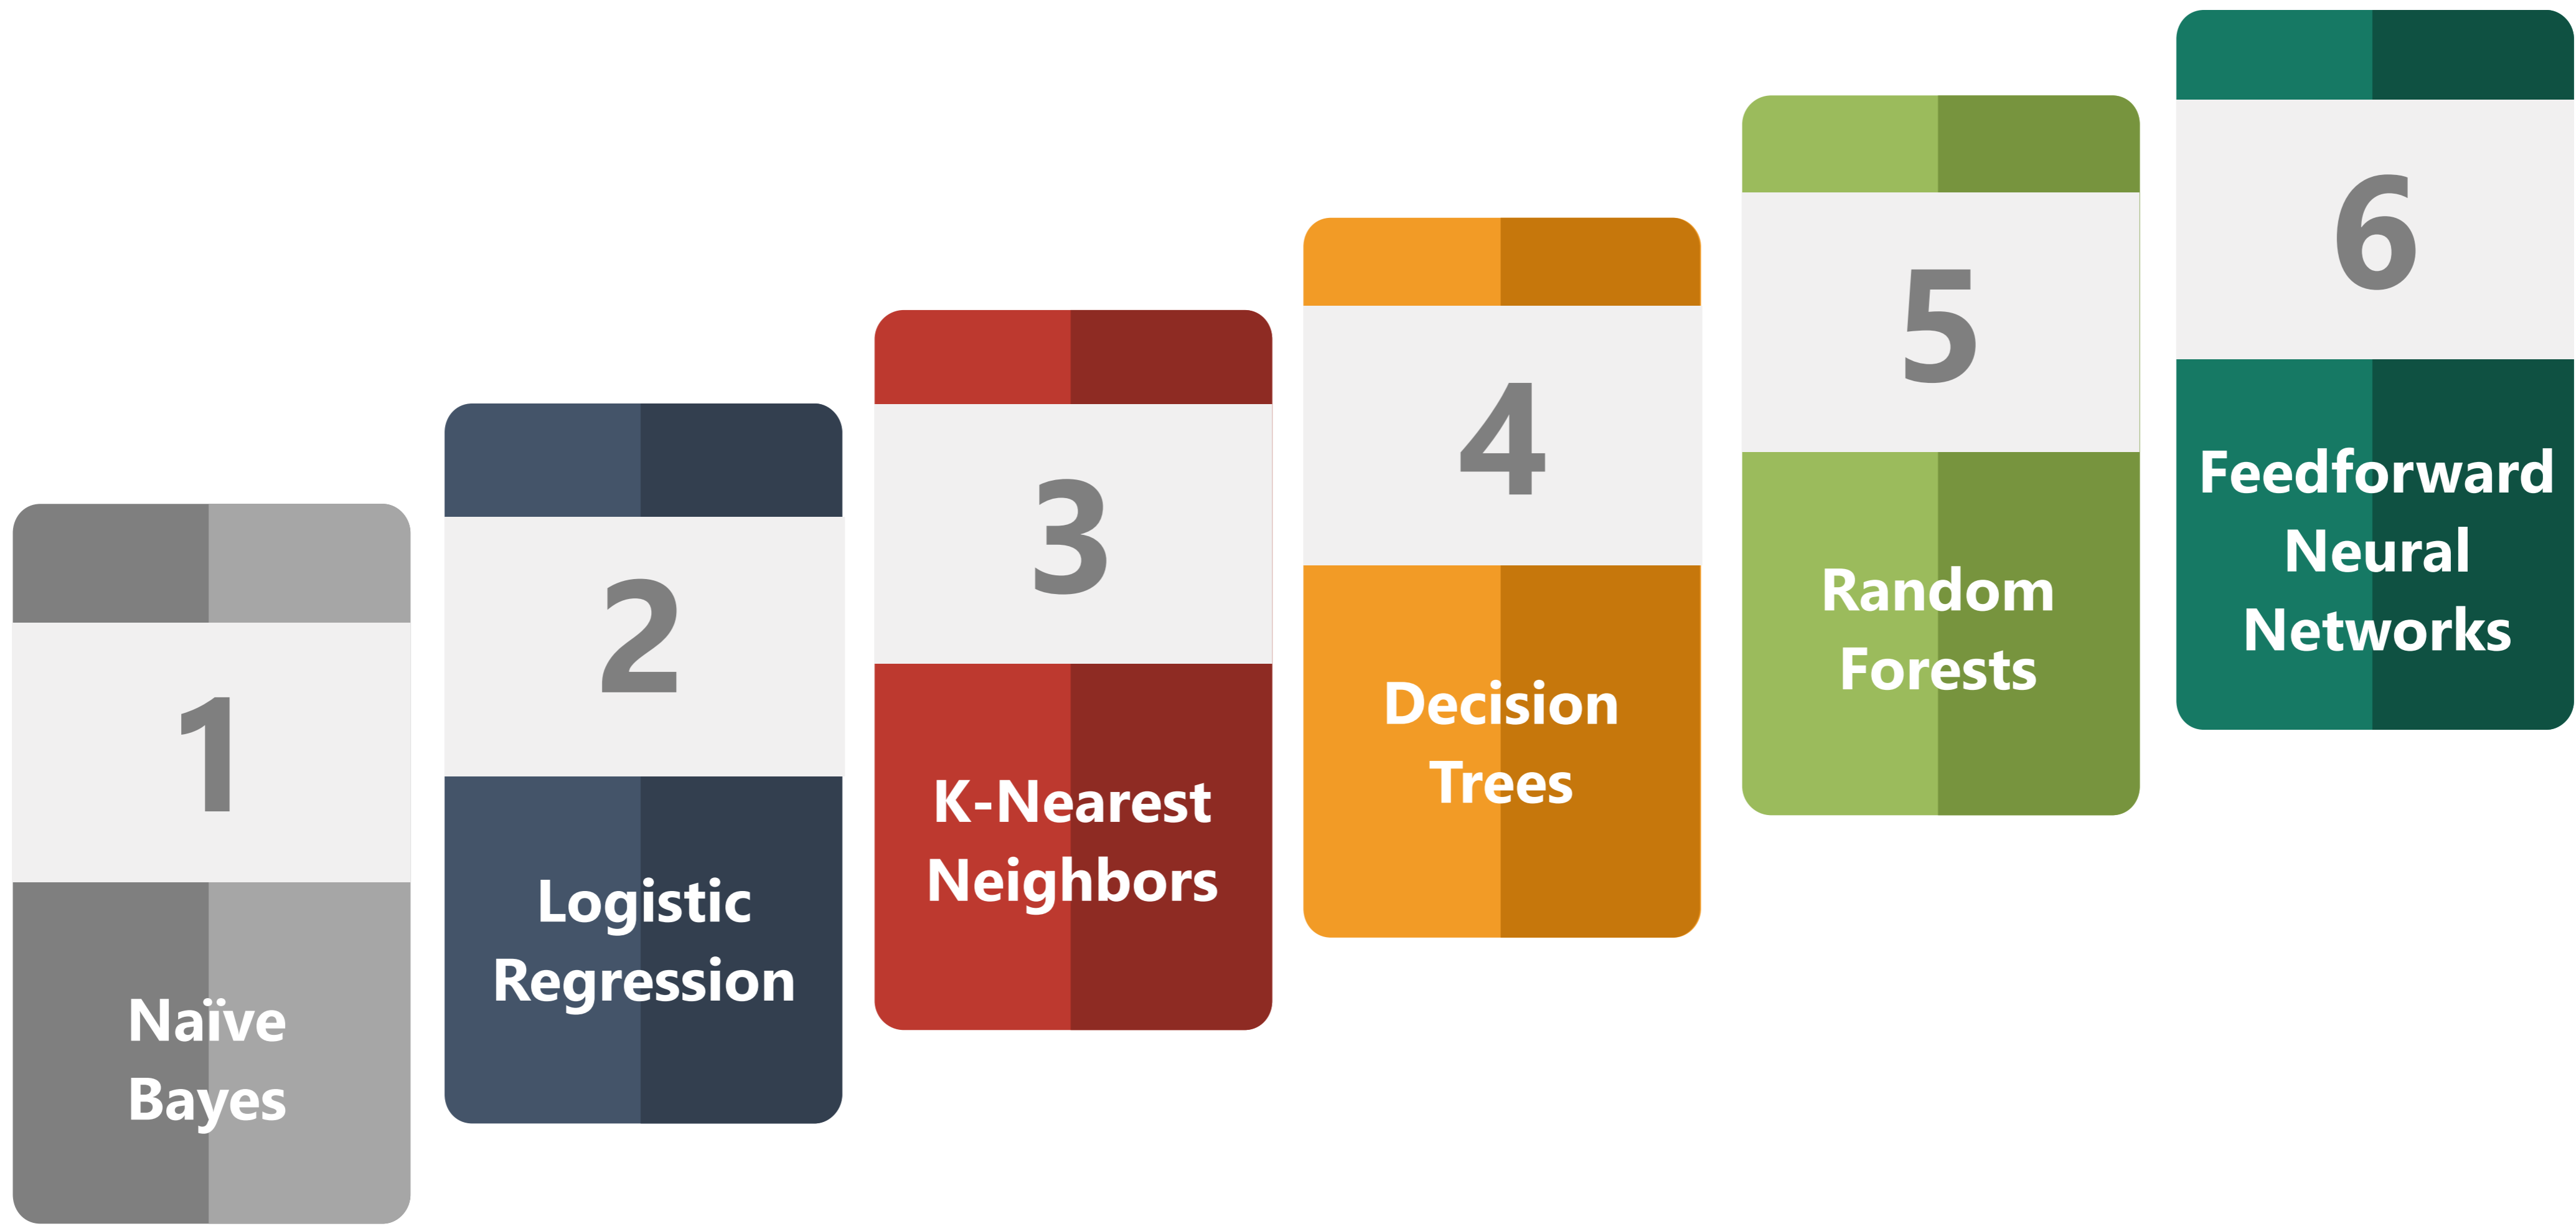 1
Naïve
Bayes
2
Logistic
Regression
3
K-Nearest
Neighbors
4
Decision
Trees
5
Random
Forests
6
Feedforward
Neural
Networks